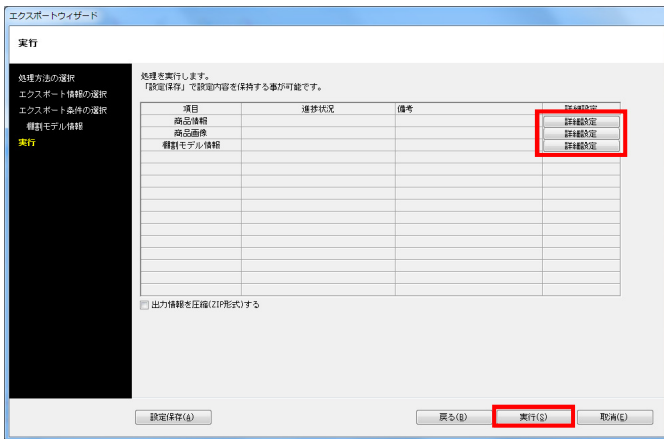 エクスポートウィザード
実行
処理方法の選択
エクスポート情報の選択
エクスポート条件の選択
棚割モデル情報
実行
処理を実行します。
「設定保存」で設定内容を保持する事が可能です。
項目 進捗状況 備考 詳細設定
商品情報 詳細設定
商品画像 詳細設定
棚割モデル情報 詳細設定
出力情報を圧縮(ZIP形式)する
設定保存(A) 戻る(B) 実行(S) 取消(E)